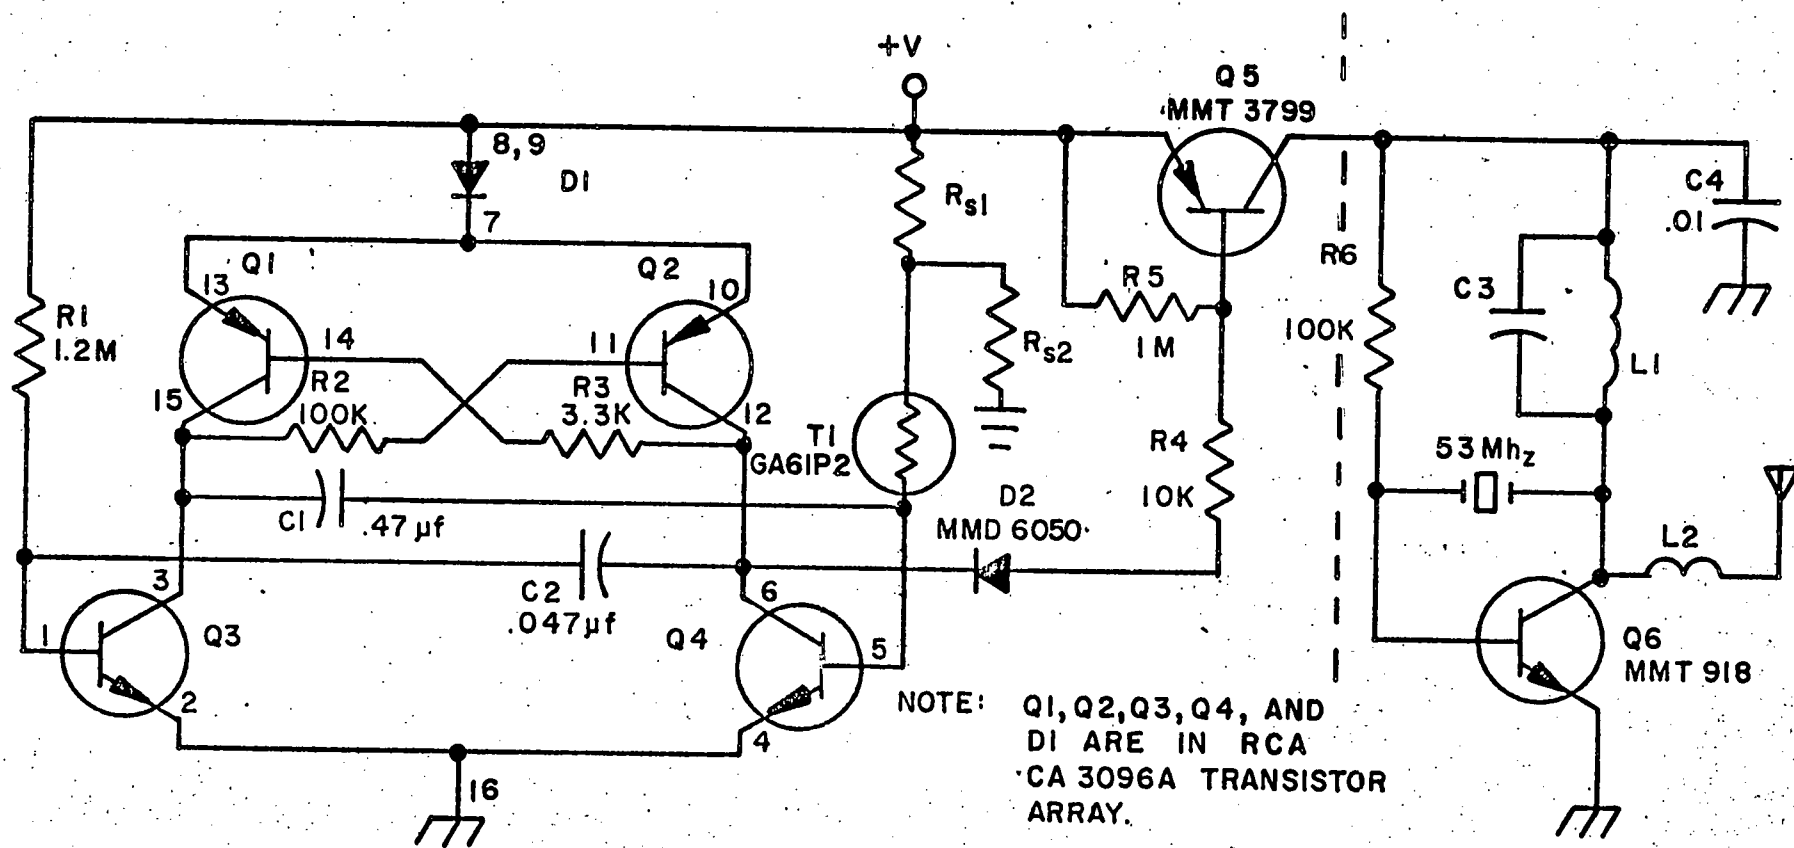 +V
Q5
MMT 3799
8,9
D1
7
Rs1
C4
.01
R6
Q1
Q2
13
10
R5
C3
R1
1.2M
14
11
1M
Rs2
100K
L1
R2
100K
R3
3.3K
15
12
T1
GA61P2
R4
10K
53 Mhz
C1
.47 µf
D2
MMD 6050
L2
3
C2
.047µf
6
1
Q3
Q4
5
Q6
MMT 918
2
4
16
NOTE: Q1, Q2, Q3, Q4, AND
D1 ARE IN RCA
CA 3096A TRANSISTOR
ARRAY.